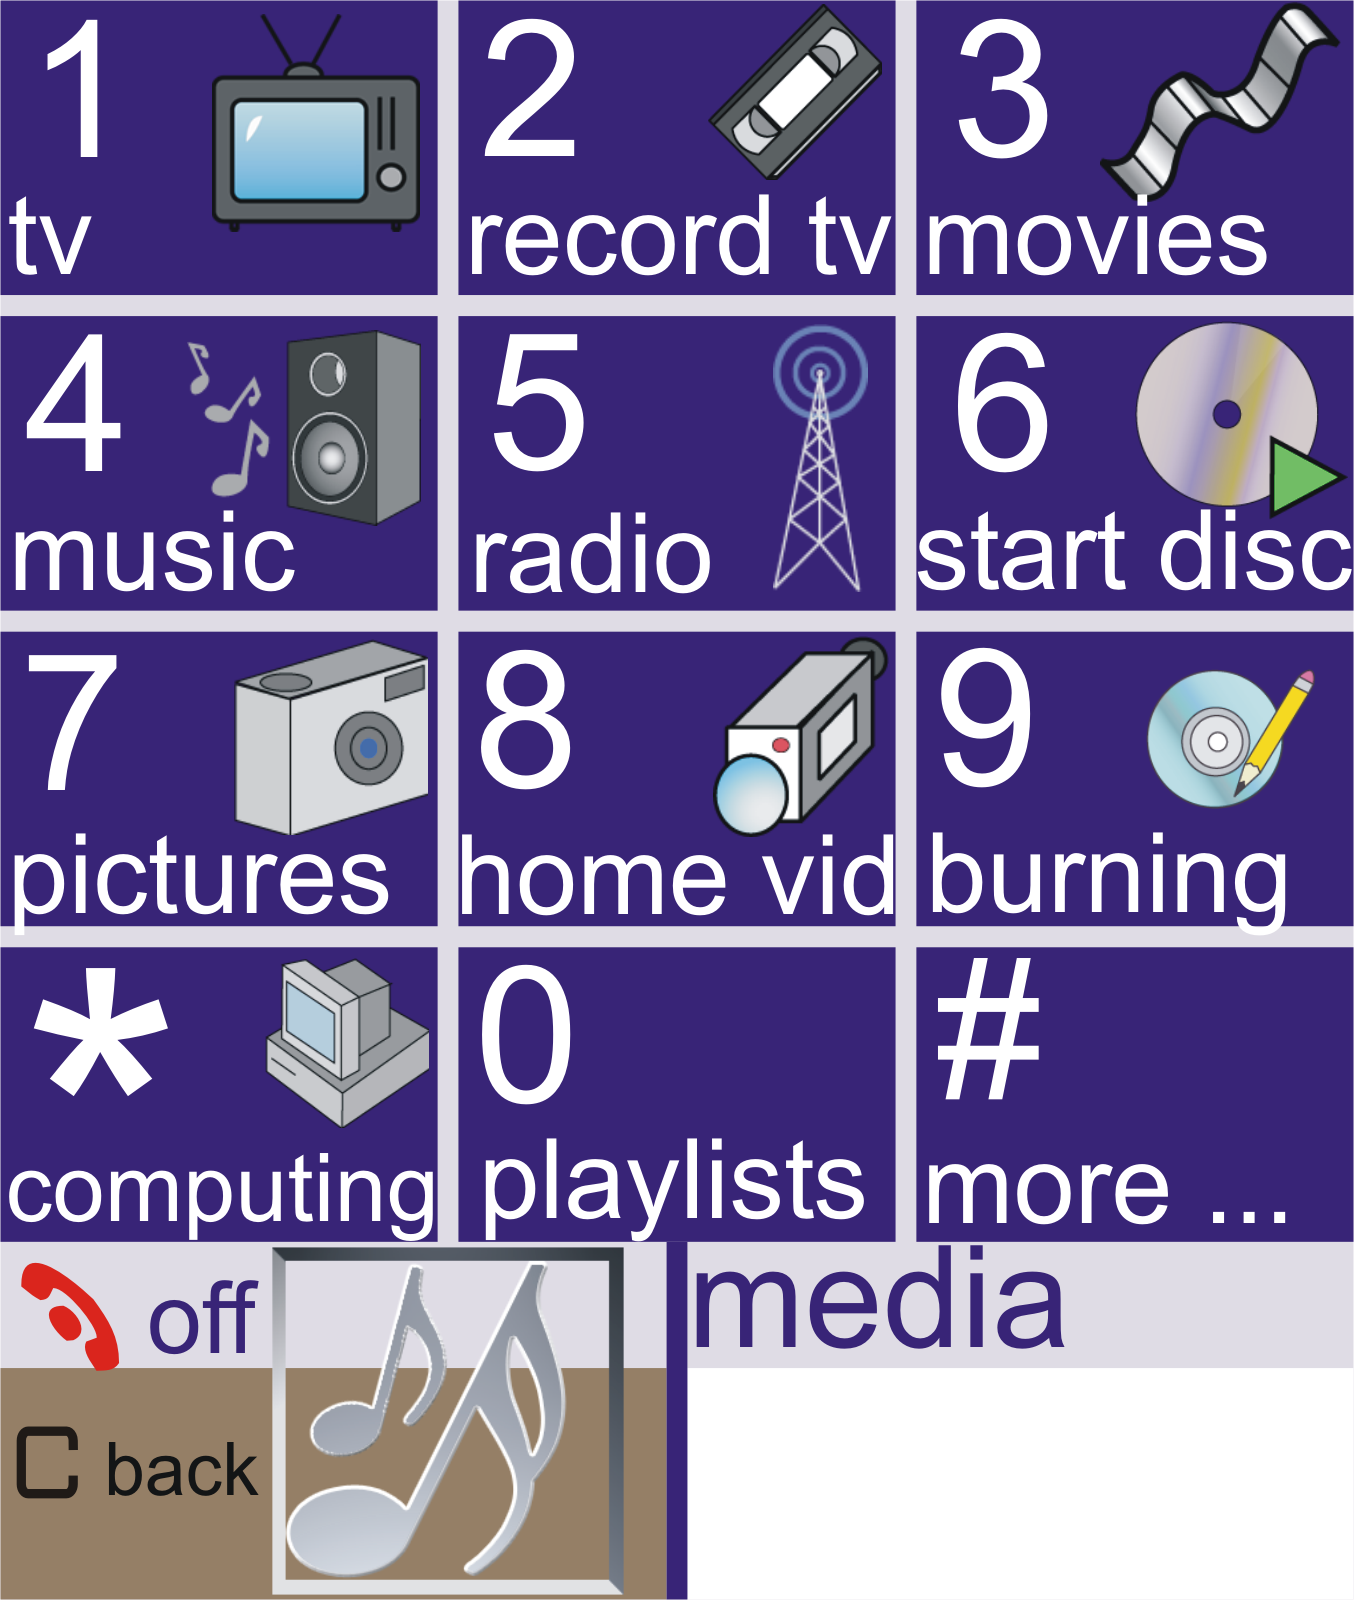 1
tv
2
record tv
3
movies
4
music
5
radio
6
start disc
7
pictures
8
home vid
9
burning
*
computing
0
playlists
#
more ...
off
media
C back